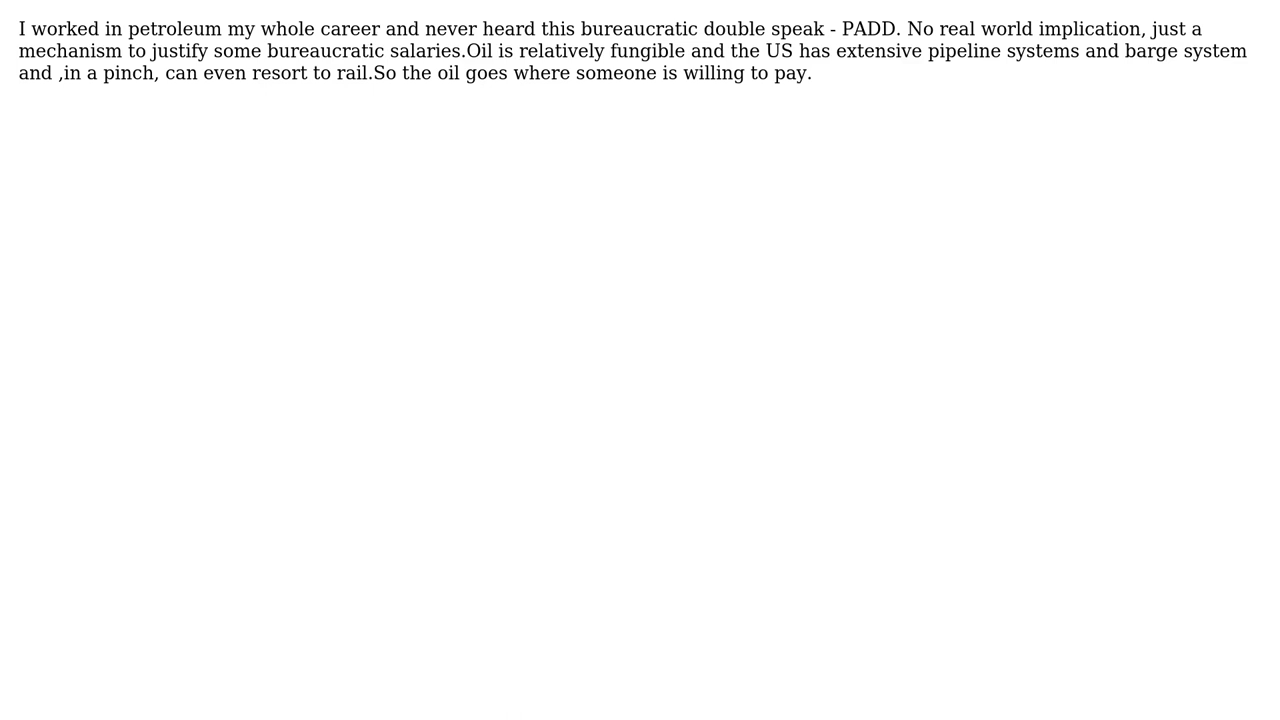 I worked in petroleum my whole career and never heard this bureaucratic double speak - PADD. No real world implication, just a
mechanism to justify some bureaucratic salaries.Oil is relatively fungible and the US has extensive pipeline systems and barge system
and ,in a pinch, can even resort to rail.So the oil goes where someone is willing to pay.